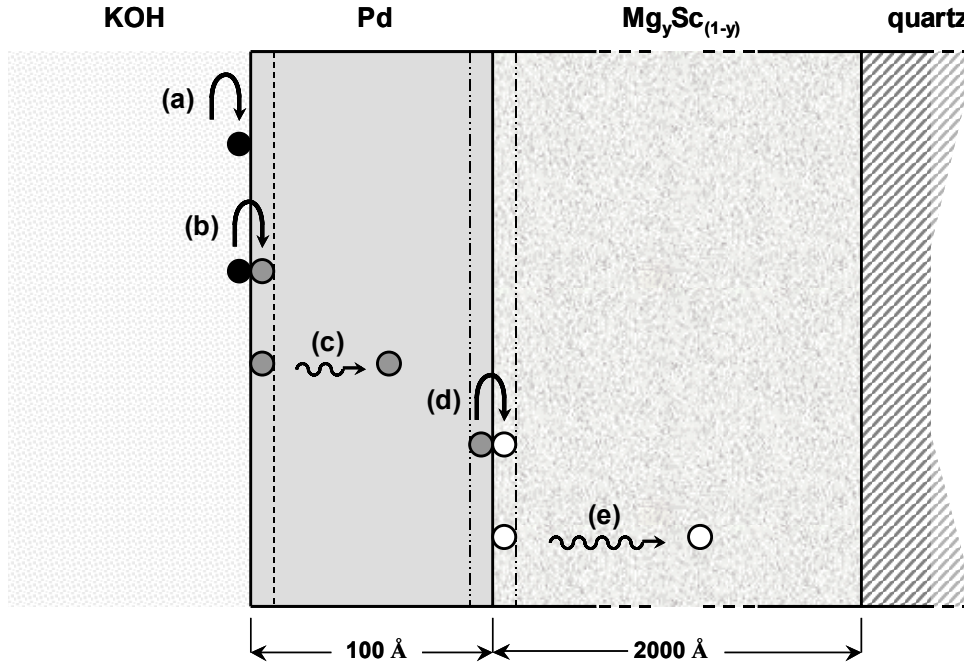 KOH Pd MgySc(1-y) quartz
(a)
(b)
(c)
(d)
(e)
100 Å 2000 Å